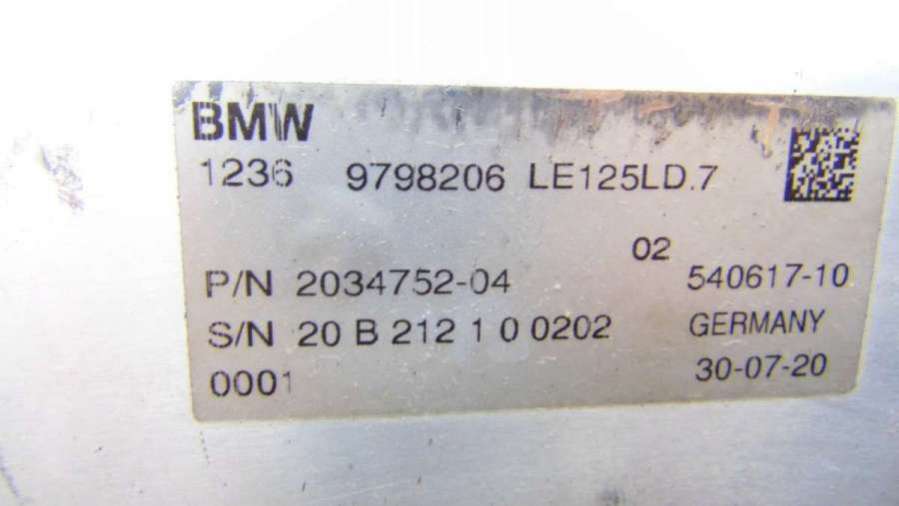 BMW
1236 9798206 LE125LD.7
02
P/N 2034752-04 540617-10
S/N 20 B 212 1 0 0202 GERMANY
0001 30-07-20